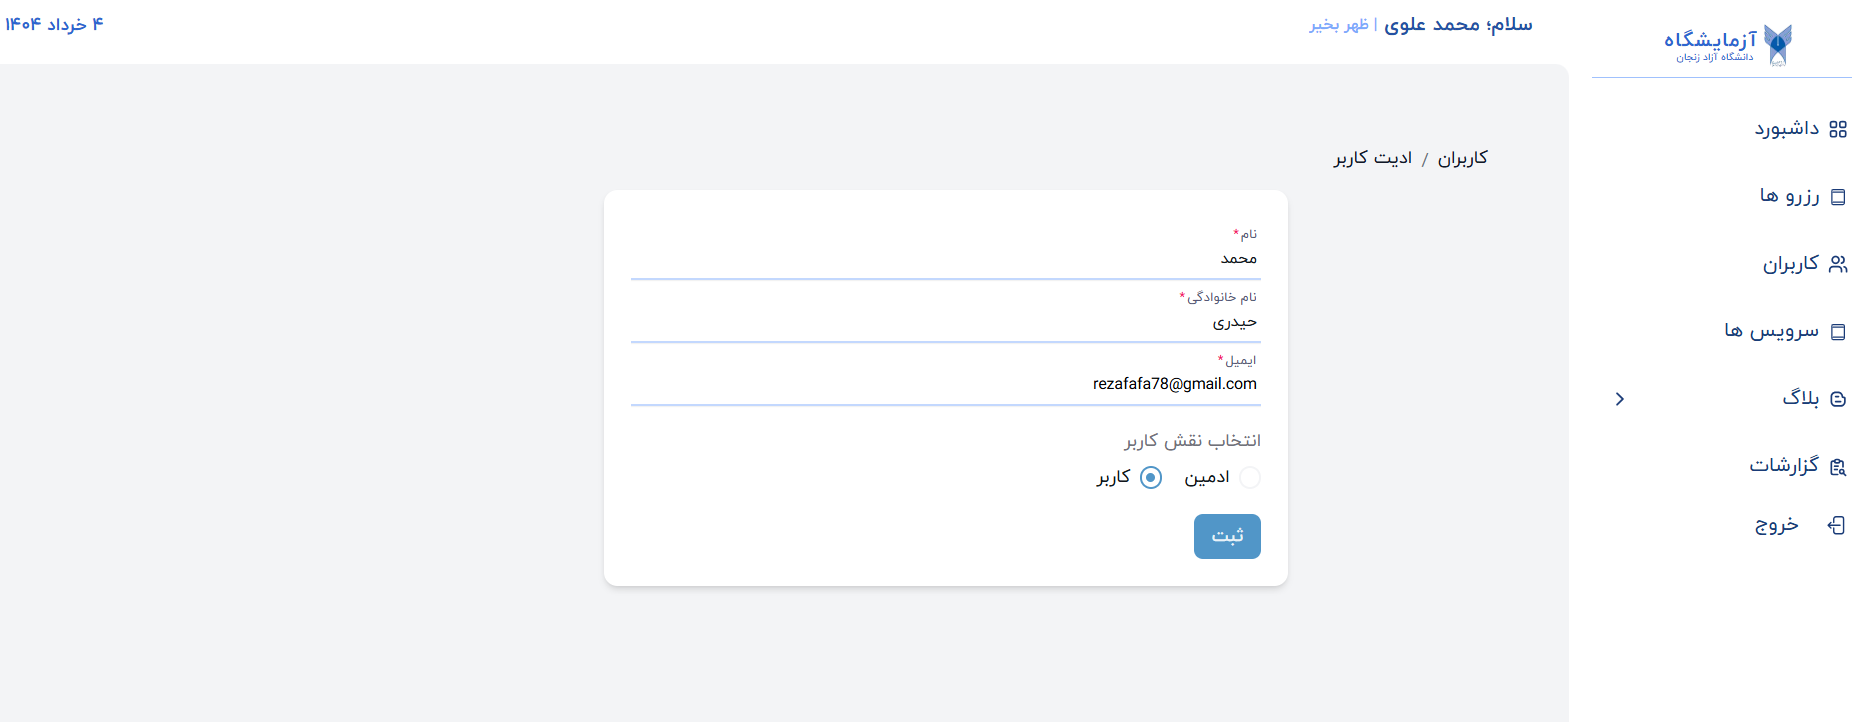 آزمایشگاه
دانشگاه آزاد زنجان
سلام؛ محمد علوی | ظهر بخیر
۴ خرداد ۱۴۰۴
داشبورد
رزرو ها
کاربران
سرویس ها
بلاگ
گزارشات
خروج
کاربران / ادیت کاربر
نام*
محمد
نام خانوادگی*
حیدری
ایمیل*
rezafafa78@gmail.com
انتخاب نقش کاربر
ادمین کاربر
ثبت